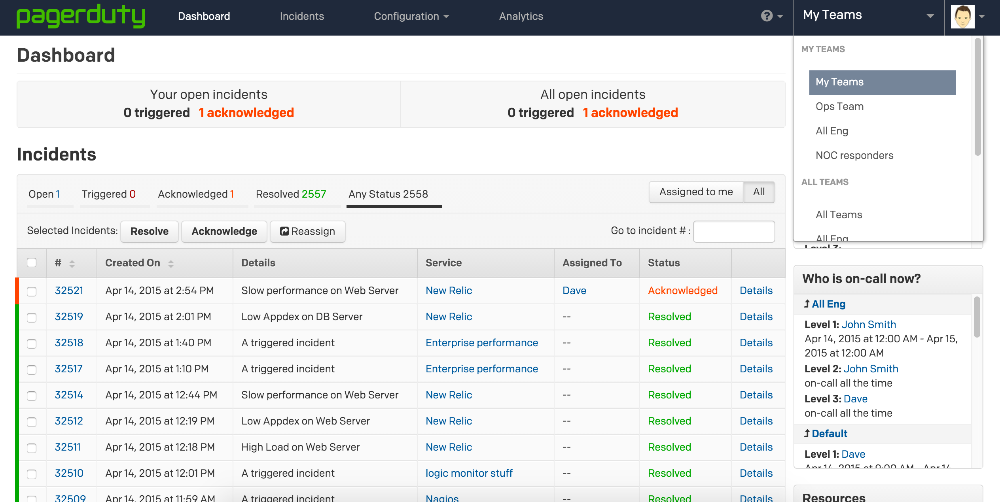 pagerduty
Dashboard
Incidents
Configuration
Analytics
?
My Teams
Dashboard
Your open incidents
0 triggered 1 acknowledged
All open incidents
0 triggered 1 acknowledged
Incidents
Open 1
Triggered 0
Acknowledged 1
Resolved 2557
Any Status 2558
Assigned to me
All
Selected Incidents:
Resolve
Acknowledge
Reassign
Go to incident # :
# Created On Details Service Assigned To Status
32521 Apr 14, 2015 at 2:54 PM Slow performance on Web Server New Relic Dave Acknowledged Details
32519 Apr 14, 2015 at 2:01 PM Low Appdex on DB Server New Relic -- Resolved Details
32518 Apr 14, 2015 at 1:40 PM A triggered incident Enterprise performance -- Resolved Details
32517 Apr 14, 2015 at 1:10 PM A triggered incident Enterprise performance -- Resolved Details
32514 Apr 14, 2015 at 12:44 PM Slow performance on Web Server New Relic -- Resolved Details
32512 Apr 14, 2015 at 12:19 PM Low Appdex on Web Server New Relic -- Resolved Details
32511 Apr 14, 2015 at 12:18 PM High Load on Web Server New Relic -- Resolved Details
32510 Apr 14, 2015 at 12:01 PM A triggered incident logic monitor stuff -- Resolved Details
32509 Apr 14, 2015 at 11:59 AM A triggered incident Nagios -- Resolved Details
MY TEAMS
My Teams
Ops Team
All Eng
NOC responders
ALL TEAMS
All Teams
All Eng
Level 3:
Who is on-call now?
All Eng
Level 1: John Smith
Apr 14, 2015 at 12:00 AM - Apr 15,
2015 at 12:00 AM
Level 2: John Smith
on-call all the time
Level 3: Dave
on-call all the time
Default
Level 1: Dave
Apr 14, 2015 at 9:00 AM - Apr 14,
Resources